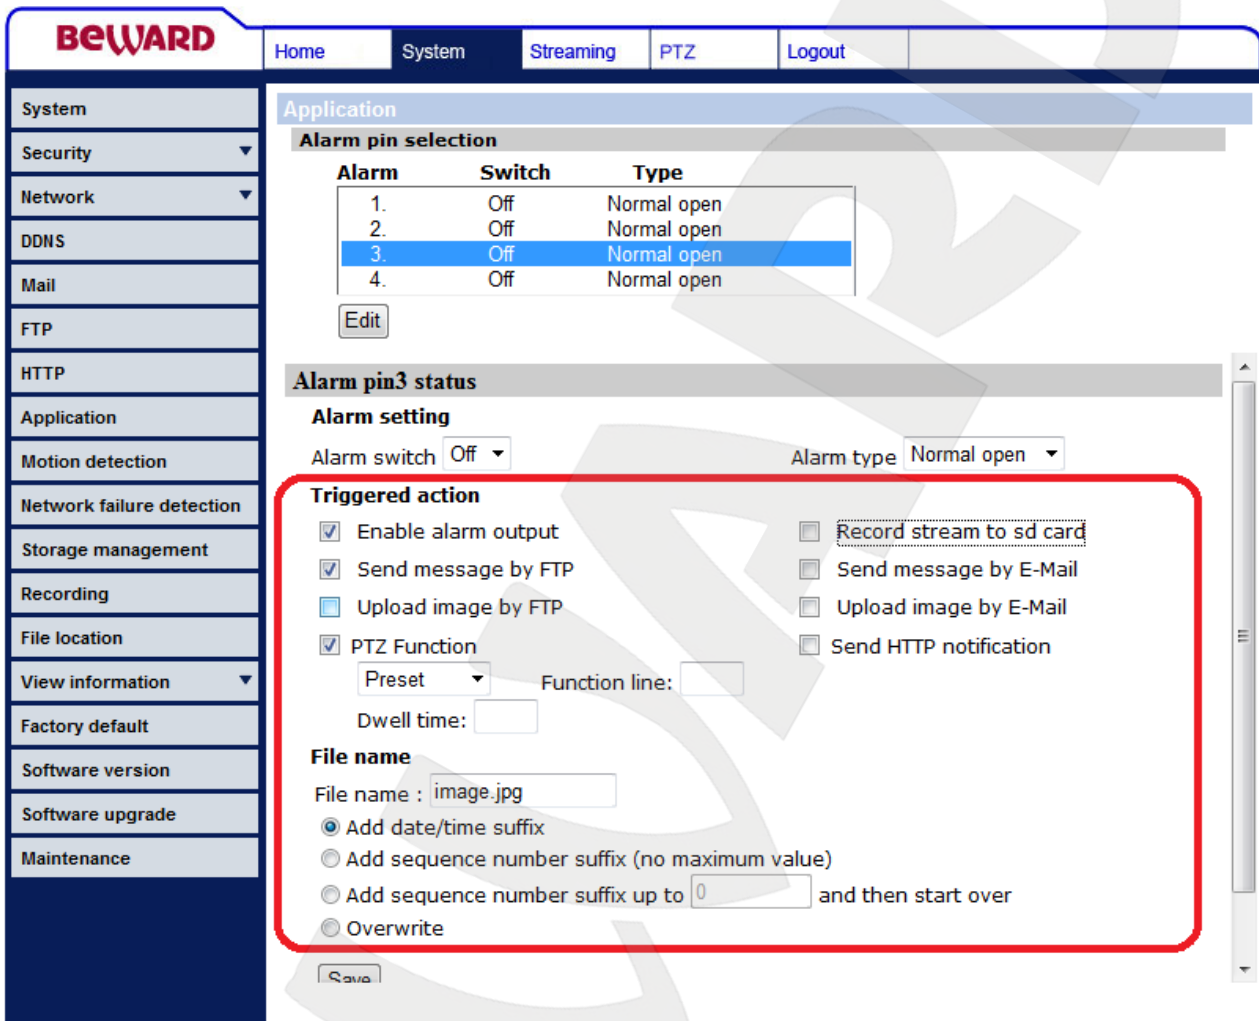 BEWARD
Home System Streaming PTZ Logout
System
Security
Network
DDNS
Mail
FTP
HTTP
Application
Motion detection
Network failure detection
Storage management
Recording
File location
View information
Factory default
Software version
Software upgrade
Maintenance
Application
Alarm pin selection
Alarm Switch Type
1. Off Normal open
2. Off Normal open
3. Off Normal open
4. Off Normal open
Edit
Alarm pin3 status
Alarm setting
Alarm switch Off Alarm type Normal open
Triggered action
Enable alarm output Record stream to sd card
Send message by FTP Send message by E-Mail
Upload image by FTP Upload image by E-Mail
PTZ Function Send HTTP notification
Preset Function line:
Dwell time:
File name
File name : image.jpg
Add date/time suffix
Add sequence number suffix (no maximum value)
Add sequence number suffix up to 0 and then start over
Overwrite
Save